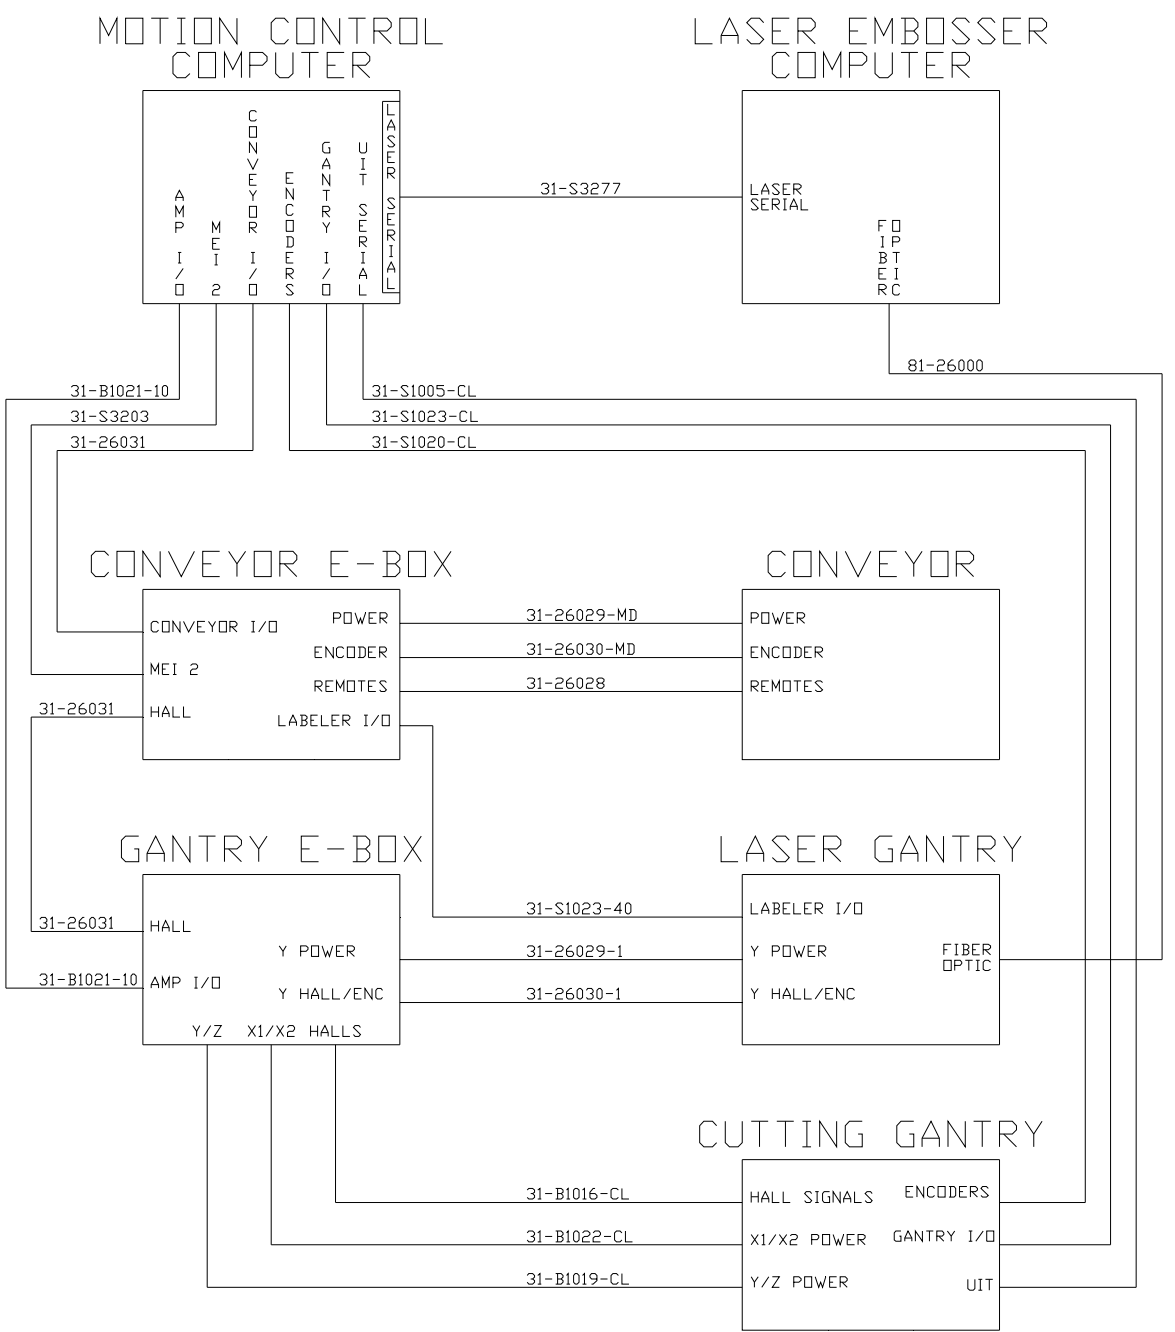 MOTION CONTROL
COMPUTER
LASER EMBOSSER
COMPUTER
AMP I/O
MEI 2
CONVEYOR I/O
ENCODERS
GANTRY I/O
UIT SERIAL
LASER SERIAL
31-S3277
LASER
SERIAL
FIBER
OPTIC
81-26000
31-B1021-10
31-S1005-CL
31-S3203
31-S1023-CL
31-26031
31-S1020-CL
CONVEYOR E-BOX
CONVEYOR
CONVEYOR I/O
MEI 2
HALL
31-26031
POWER
ENCODER
REMOTES
LABELER I/O
31-26029-MD
31-26030-MD
31-26028
POWER
ENCODER
REMOTES
GANTRY E-BOX
LASER GANTRY
31-26031
HALL
31-B1021-10
AMP I/O
Y POWER
Y HALL/ENC
Y/Z
X1/X2
HALLS
31-S1023-40
31-26029-1
31-26030-1
LABELER I/O
Y POWER
Y HALL/ENC
FIBER
OPTIC
CUTTING GANTRY
31-B1016-CL
31-B1022-CL
31-B1019-CL
HALL SIGNALS
X1/X2 POWER
Y/Z POWER
ENCODERS
GANTRY I/O
UIT